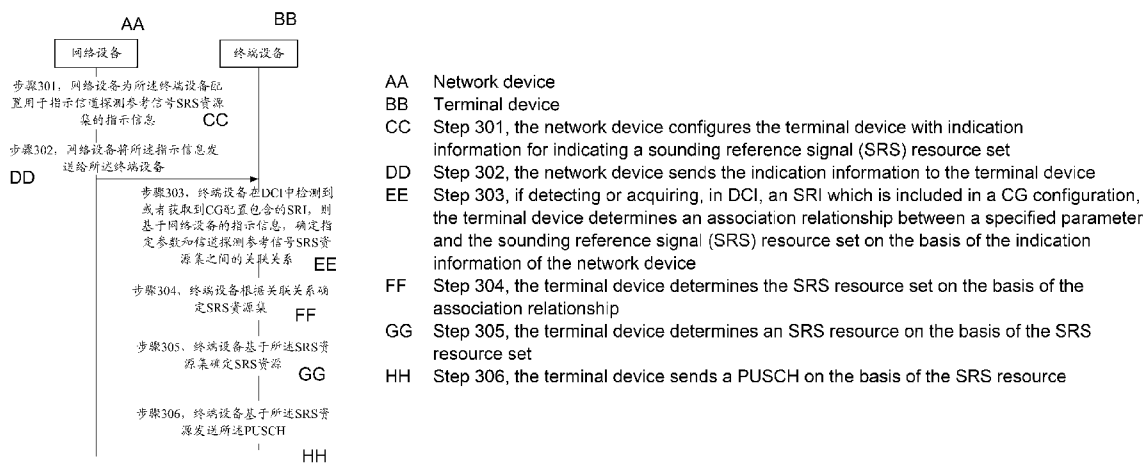 AA
BB
网络设备
终端设备
步骤301，网络设备为所述终端设备配
置用于指示信道探测参考信号SRS资源
集的指示信息
CC
步骤302，网络设备将所述指示信息发
送给所述终端设备
DD
步骤303，终端设备在DCI中检测到
或者获取到CG配置包含的SRI，则
基于网络设备的指示信息，确定指
定参数和信道探测参考信号SRS资
源集之间的关联关系
EE
步骤304，终端设备根据关联关系确
定SRS资源集
FF
步骤305，终端设备基于所述SRS资
源集确定SRS资源
GG
步骤306，终端设备基于所述SRS资
源发送所述PUSCH
HH
AA Network device
BB Terminal device
CC Step 301, the network device configures the terminal device with indication
information for indicating a sounding reference signal (SRS) resource set
DD Step 302, the network device sends the indication information to the terminal device
EE Step 303, if detecting or acquiring, in DCI, an SRI which is included in a CG configuration,
the terminal device determines an association relationship between a specified parameter
and the sounding reference signal (SRS) resource set on the basis of the indication
information of the network device
FF Step 304, the terminal device determines the SRS resource set on the basis of the
association relationship
GG Step 305, the terminal device determines an SRS resource on the basis of the SRS
resource set
HH Step 306, the terminal device sends a PUSCH on the basis of the SRS resource